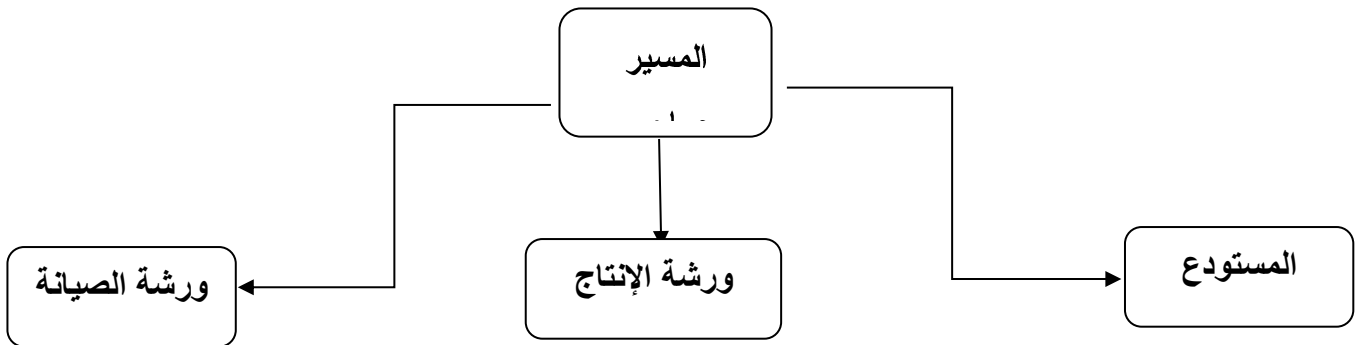 المسير
المستودع
ورشة الإنتاج
ورشة الصيانة